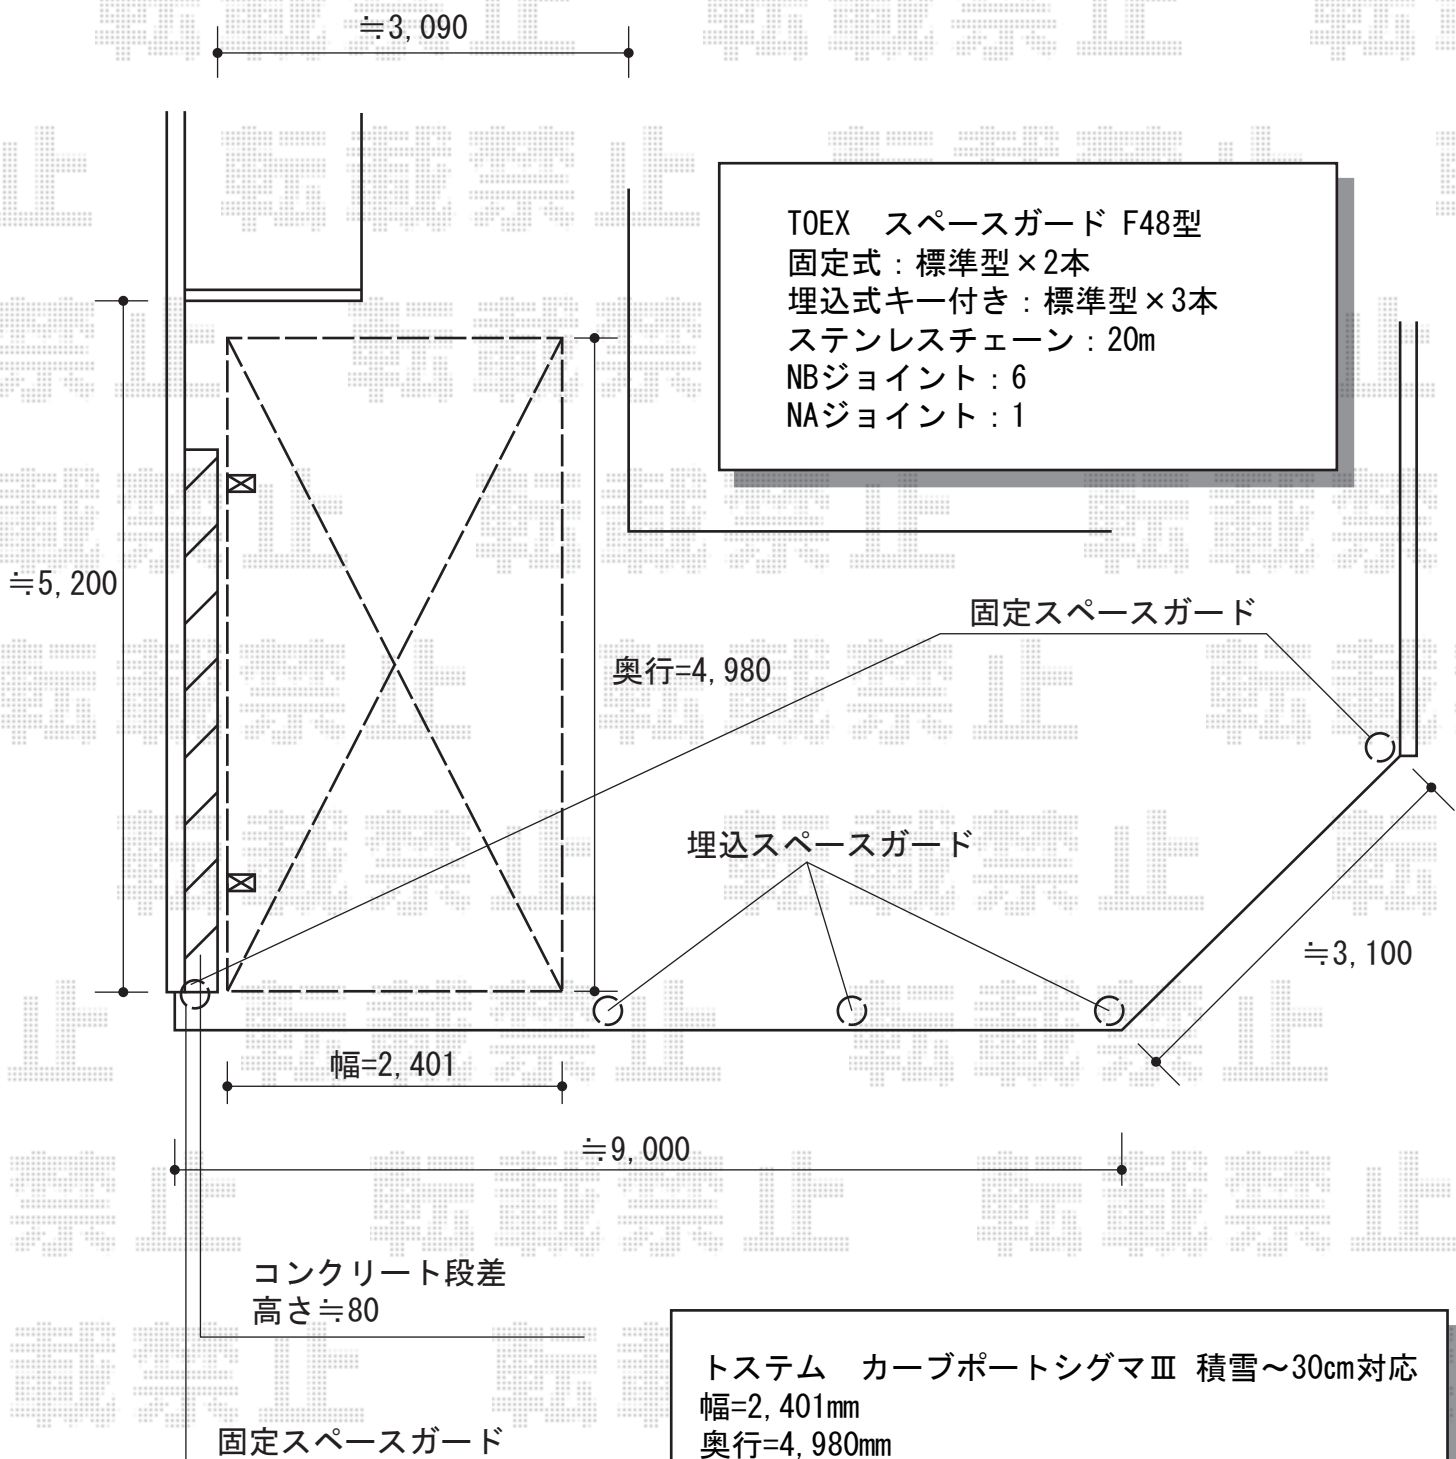 ≒3,090
TOEX　スペースガード F48型
固定式：標準型×2本
埋込式キー付き：標準型×3本
ステンレスチェーン：20m
NBジョイント：6
NAジョイント：1
≒5,200
固定スペースガード
奥行=4,980
埋込スペースガード
≒3,100
幅=2,401
≒9,000
コンクリート段差
高さ≒80
トステム　カーブポートシグマⅢ 積雪～30cm対応
幅=2,401mm
奥行=4,980mm
固定スペースガード
転載禁止